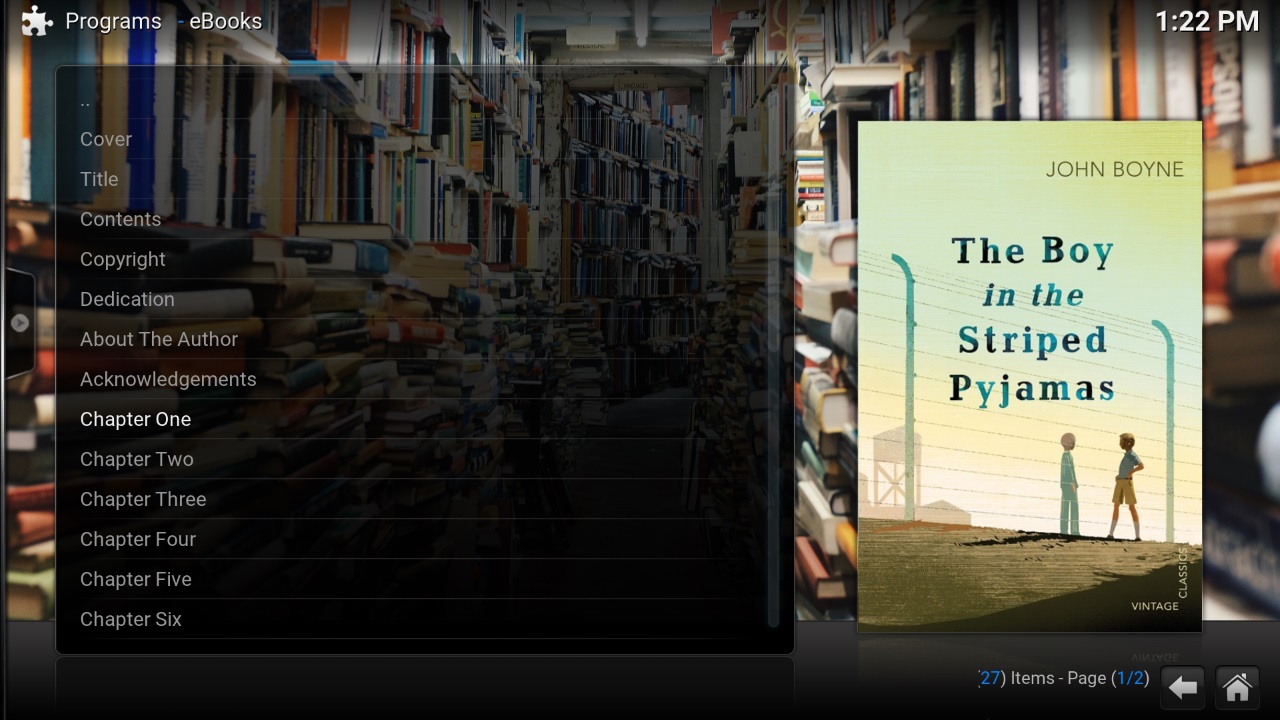 Programs - eBooks
1:22 PM
..
Cover
Title
Contents
Copyright
Dedication
About The Author
Acknowledgements
Chapter One
Chapter Two
Chapter Three
Chapter Four
Chapter Five
Chapter Six
JOHN BOYNE
The Boy
in the
Striped
Pyjamas
VINTAGE
CLASSICS
27) Items - Page (1/2)